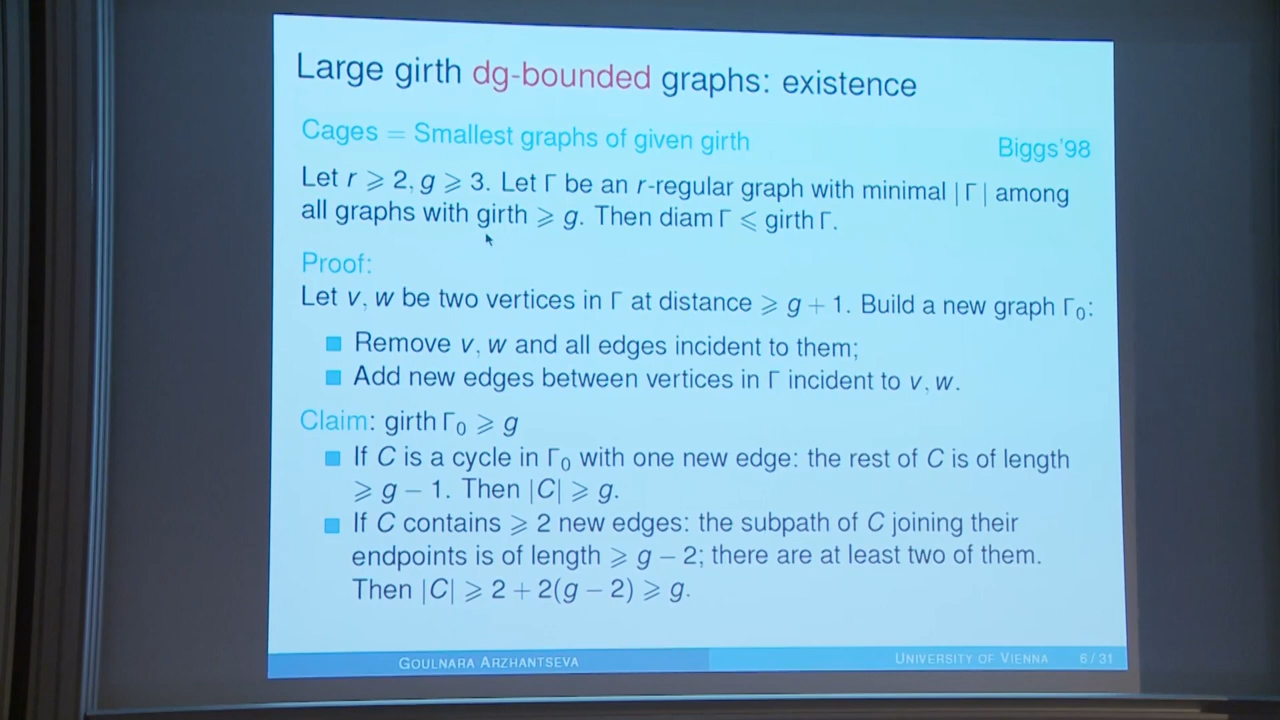 Large girth dg-bounded graphs: existence
Cages = Smallest graphs of given girth Biggs'98
Let r ⩾ 2, g ⩾ 3. Let Γ be an r-regular graph with minimal |Γ| among
all graphs with girth ⩾ g. Then diam Γ ⩽ girth Γ.
Proof:
Let v, w be two vertices in Γ at distance ⩾ g + 1. Build a new graph Γ₀:
Remove v, w and all edges incident to them;
Add new edges between vertices in Γ incident to v, w.
Claim: girth Γ₀ ⩾ g
If C is a cycle in Γ₀ with one new edge: the rest of C is of length
⩾ g − 1. Then |C| ⩾ g.
If C contains ⩾ 2 new edges: the subpath of C joining their
endpoints is of length ⩾ g − 2; there are at least two of them.
Then |C| ⩾ 2 + 2(g − 2) ⩾ g.
GOULNARA ARZHANTSEVA UNIVERSITY OF VIENNA 6 / 31